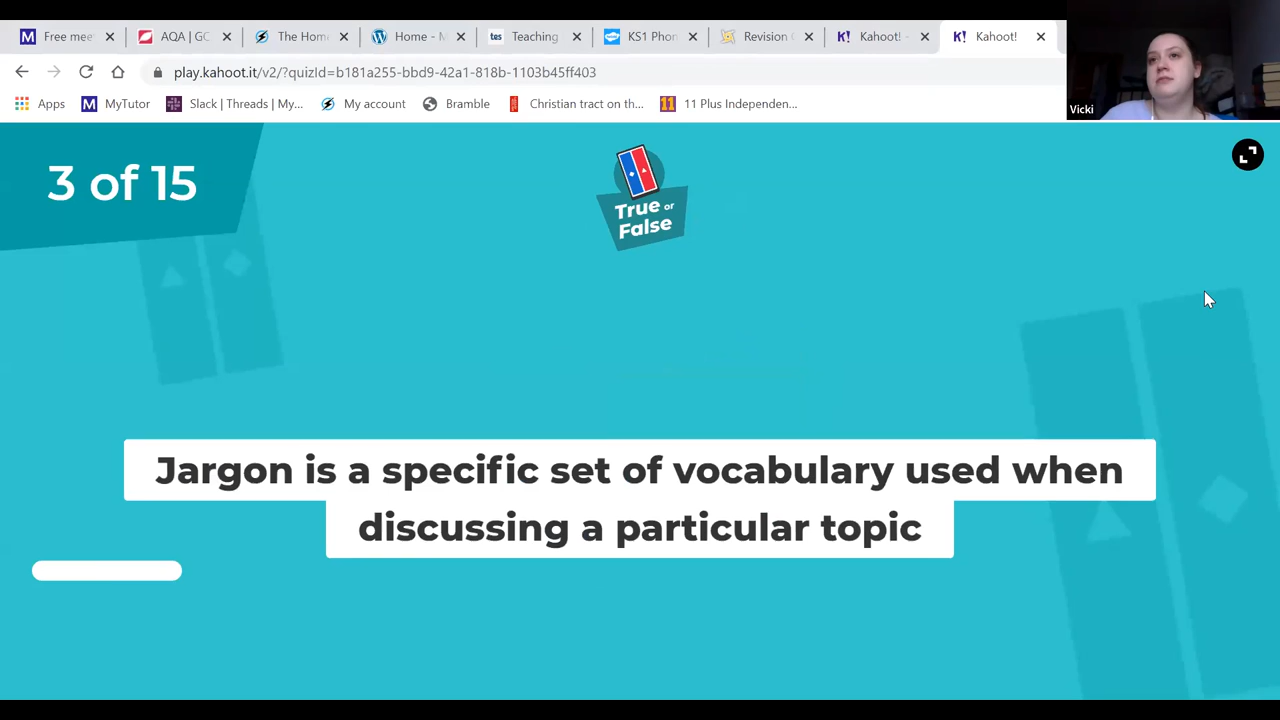 Free mee
AQA | GC
The Hom
Home - M
tes Teaching
KS1 Phon
Revision
K! Kahoot! -
K! Kahoot!
play.kahoot.it/v2/?quizId=b181a255-bbd9-42a1-818b-1103b45ff403
Apps
M MyTutor
Slack | Threads | My...
My account
Bramble
Christian tract on th...
11 11 Plus Independen...
Vicki
3 of 15
True or
False
Jargon is a specific set of vocabulary used when
discussing a particular topic